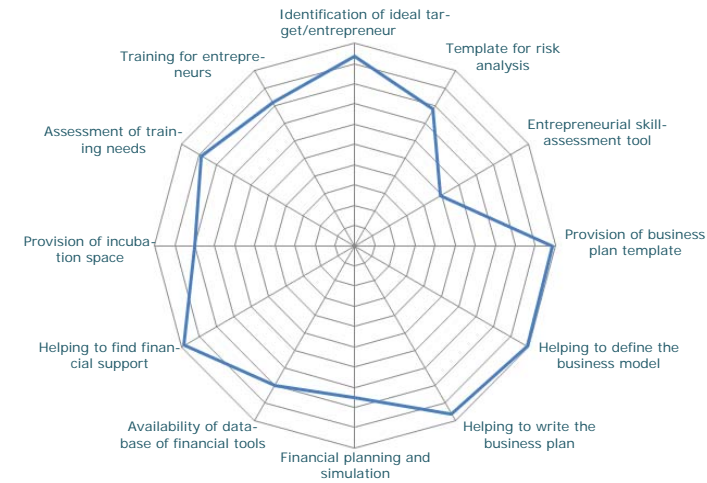 Identification of ideal tar-
get/entrepreneur
Template for risk
analysis
Entrepreneurial skill-
assessment tool
Provision of business
plan template
Helping to define the
business model
Helping to write the
business plan
Financial planning and
simulation
Availability of data-
base of financial tools
Helping to find finan-
cial support
Provision of incuba-
tion space
Assessment of train-
ing needs
Training for entrepre-
neurs